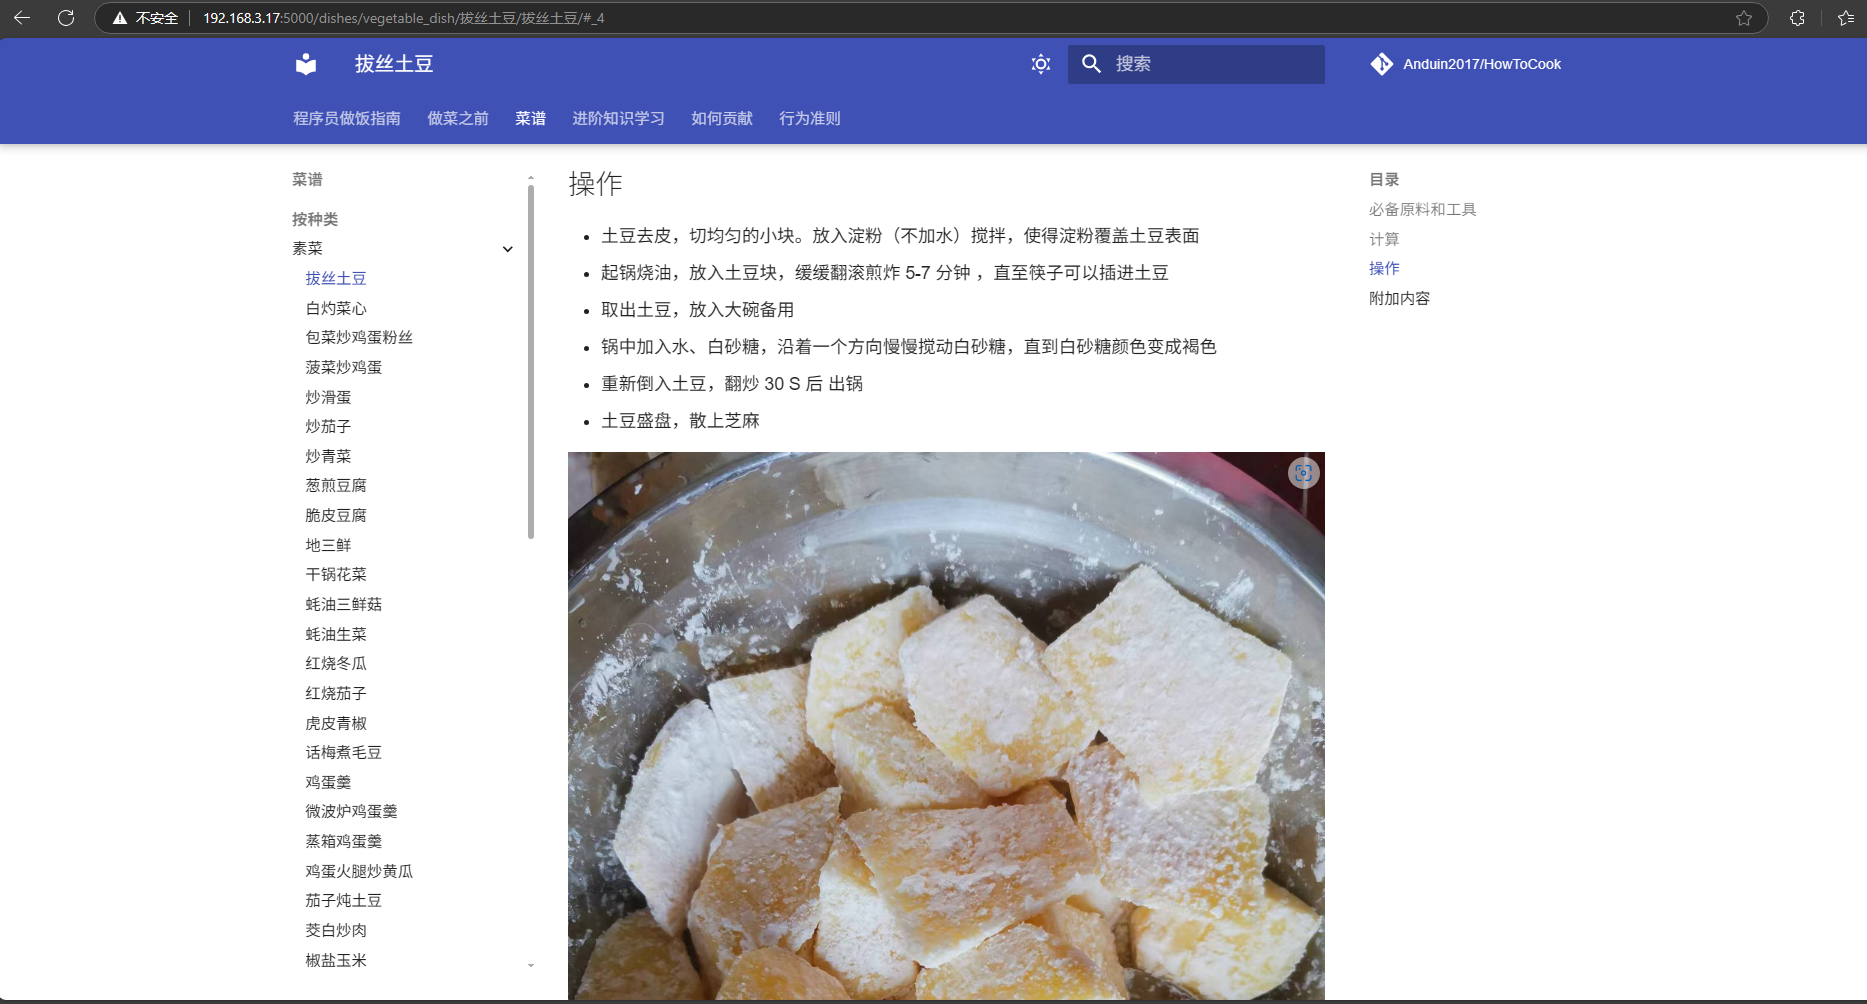 不安全 192.168.3.17:5000/dishes/vegetable_dish/拔丝土豆/拔丝土豆/#_4
拔丝土豆
搜索
Anduin2017/HowToCook
程序员做饭指南 做菜之前 菜谱 进阶知识学习 如何贡献 行为准则
菜谱
按种类
素菜
拔丝土豆
白灼菜心
包菜炒鸡蛋粉丝
菠菜炒鸡蛋
炒滑蛋
炒茄子
炒青菜
葱煎豆腐
脆皮豆腐
地三鲜
干锅花菜
蚝油三鲜菇
蚝油生菜
红烧冬瓜
红烧茄子
虎皮青椒
话梅煮毛豆
鸡蛋羹
微波炉鸡蛋羹
蒸箱鸡蛋羹
鸡蛋火腿炒黄瓜
茄子炖土豆
茭白炒肉
椒盐玉米
操作
土豆去皮，切均匀的小块。放入淀粉（不加水）搅拌，使得淀粉覆盖土豆表面
起锅烧油，放入土豆块，缓缓翻滚煎炸 5-7 分钟 ，直至筷子可以插进土豆
取出土豆，放入大碗备用
锅中加入水、白砂糖，沿着一个方向慢慢搅动白砂糖，直到白砂糖颜色变成褐色
重新倒入土豆，翻炒 30 S 后 出锅
土豆盛盘，散上芝麻
目录
必备原料和工具
计算
操作
附加内容